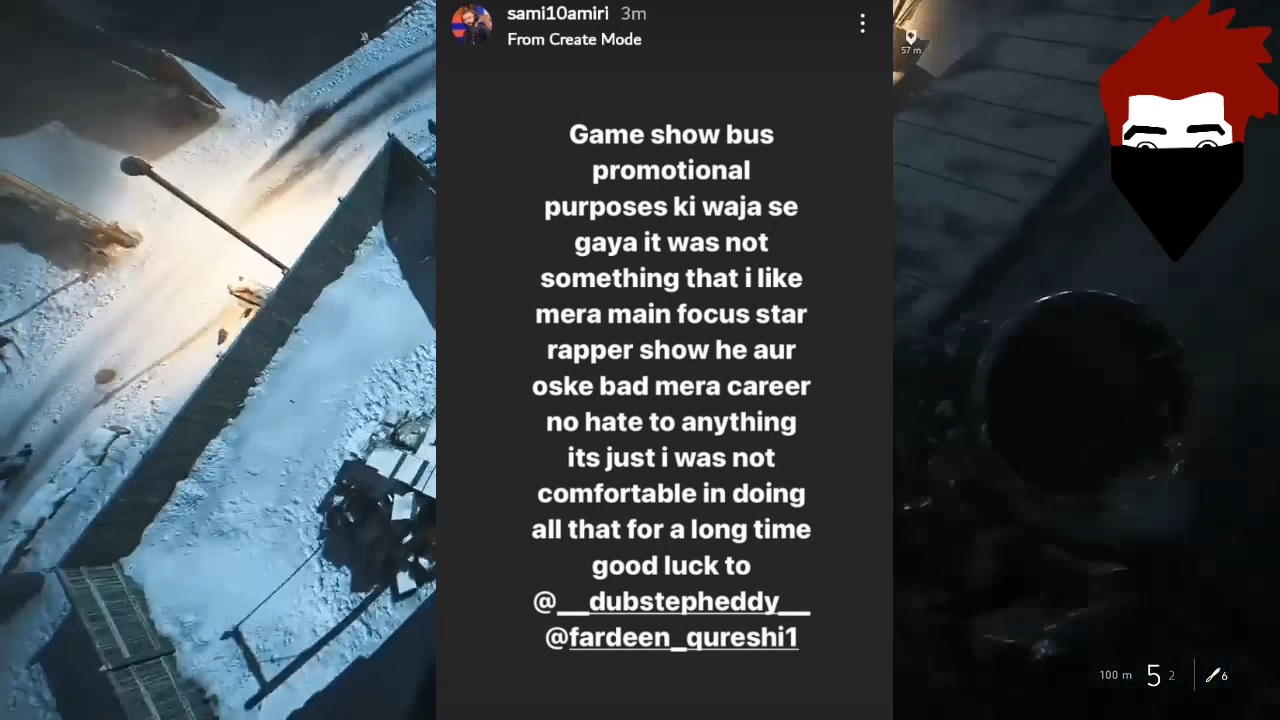 sami10amiri 3m
From Create Mode
57 m
Game show bus
promotional
purposes ki waja se
gaya it was not
something that i like
mera main focus star
rapper show he aur
oske bad mera career
no hate to anything
its just i was not
comfortable in doing
all that for a long time
good luck to
@__dubstepheddy__
@fardeen_qureshi1
100 m 5 2 6